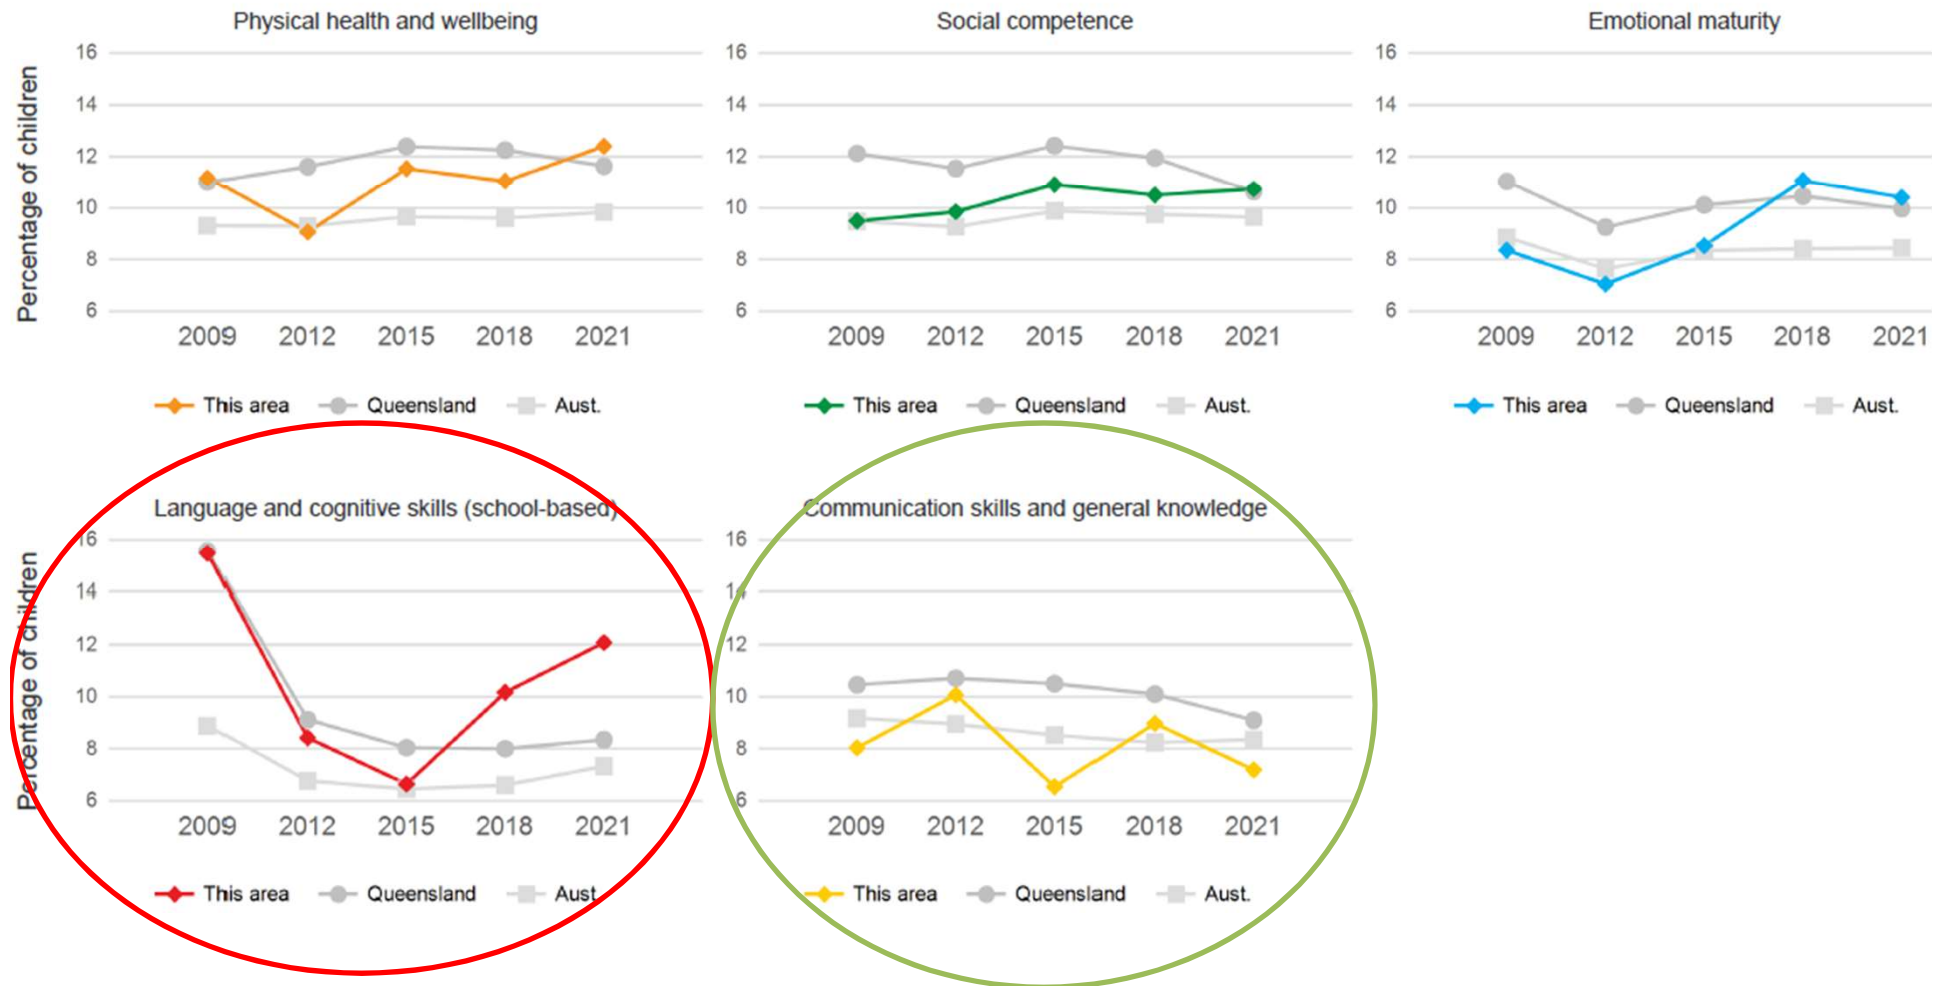 Physical health and wellbeing
Social competence
Emotional maturity
Percentage of children
16
14
12
10
8
6
2009 2012 2015 2018 2021
This area Queensland Aust.
16
14
12
10
8
6
2009 2012 2015 2018 2021
This area Queensland Aust.
16
14
12
10
8
6
2009 2012 2015 2018 2021
This area Queensland Aust.
Language and cognitive skills (school-based)
Communication skills and general knowledge
Percentage of children
16
14
12
10
8
6
2009 2012 2015 2018 2021
This area Queensland Aust.
16
14
12
10
8
6
2009 2012 2015 2018 2021
This area Queensland Aust.